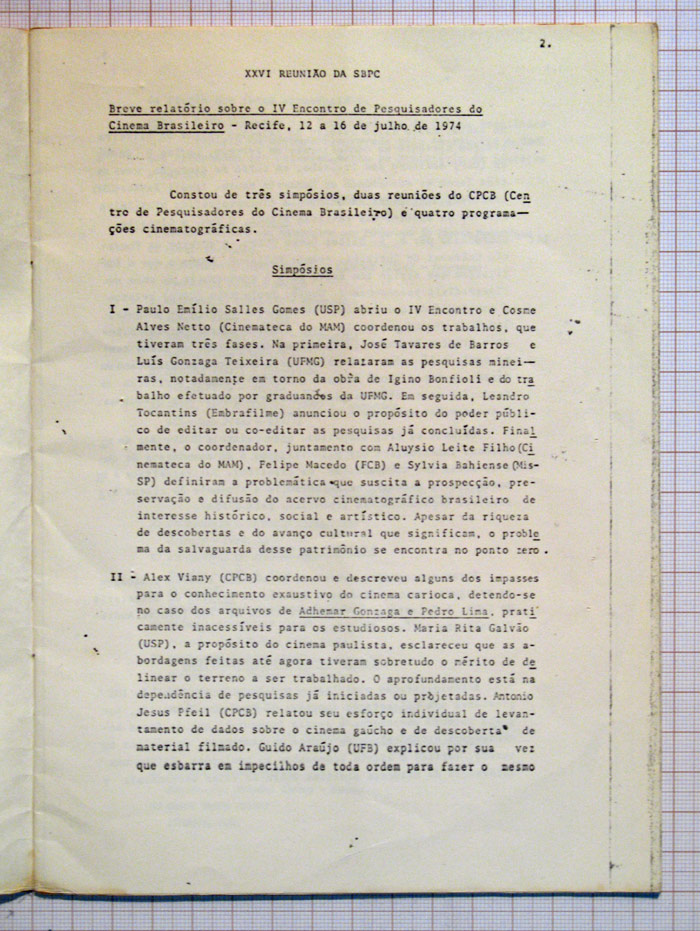 2.
XXVI REUNIÃO DA SBPC
Breve relatório sobre o IV Encontro de Pesquisadores do
Cinema Brasileiro - Recife, 12 a 16 de julho de 1974
Constou de três simpósios, duas reuniões do CPCB (Cen
tro de Pesquisadores do Cinema Brasileiro) e quatro programa—
ções cinematográficas.
Simpósios
I - Paulo Emílio Salles Gomes (USP) abriu o IV Encontro e Cosme
Alves Netto (Cinemateca do MAM) coordenou os trabalhos, que
tiveram três fases. Na primeira, José Tavares de Barros e
Luís Gonzaga Teixeira (UFMG) relataram as pesquisas minei—
ras, notadamente em torno da obra de Igino Bonfioli e do tra
balho efetuado por graduandos da UFMG. Em seguida, Leandro
Tocantins (Embrafilme) anunciou o propósito do poder públi-
co de editar ou co-editar as pesquisas já concluídas. Final
mente, o coordenador, juntamente com Aluysio Leite Filho(Ci
nemateca do MAM), Felipe Macedo (FCB) e Sylvia Bahiense(Mis-
SP) definiram a problemática que suscita a prospecção, pre-
servação e difusão do acervo cinematográfico brasileiro de
interesse histórico, social e artístico. Apesar da riqueza
de descobertas e do avanço cultural que significam, o proble
ma da salvaguarda desse patrimônio se encontra no ponto zero.
II - Alex Viany (CPCB) coordenou e descreveu alguns dos impasses
para o conhecimento exaustivo do cinema carioca, detendo-se
no caso dos arquivos de Adhemar Gonzaga e Pedro Lima, prati
camente inacessíveis para os estudiosos. Maria Rita Galvão
(USP), a propósito do cinema paulista, esclareceu que as a-
bordagens feitas até agora tiveram sobretudo o mérito de de
linear o terreno a ser trabalhado. O aprofundamento está na
dependência de pesquisas já iniciadas ou projetadas. Antonio
Jesus Pfeil (CPCB) relatou seu esforço individual de levan-
tamento de dados sobre o cinema gaúcho e de descoberta de
material filmado. Guido Araújo (UFB) explicou por sua vez
que esbarra em impecilhos de toda ordem para fazer o mesmo